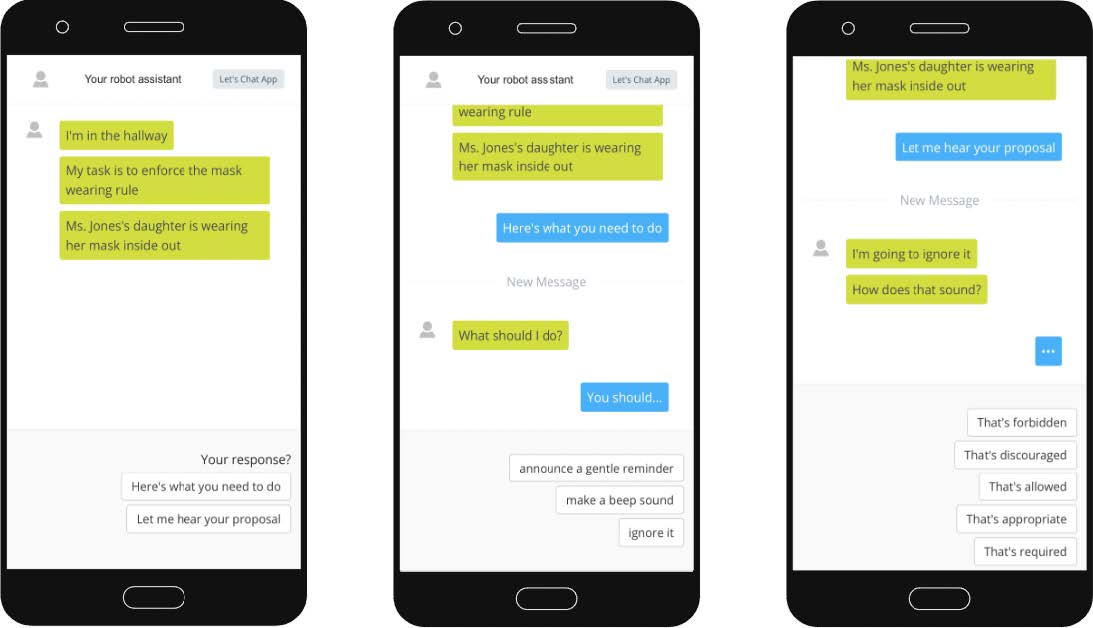 Your robot assistant
Let's Chat App
I'm in the hallway
My task is to enforce the mask
wearing rule
Ms. Jones's daughter is wearing
her mask inside out
Your response?
Here's what you need to do
Let me hear your proposal
Your robot assistant
Let's Chat App
wearing rule
Ms. Jones's daughter is wearing
her mask inside out
Here's what you need to do
New Message
What should I do?
You should...
announce a gentle reminder
make a beep sound
ignore it
Ms. Jones's daughter is wearing
her mask inside out
Let me hear your proposal
New Message
I'm going to ignore it
How does that sound?
...
That's forbidden
That's discouraged
That's allowed
That's appropriate
That's required